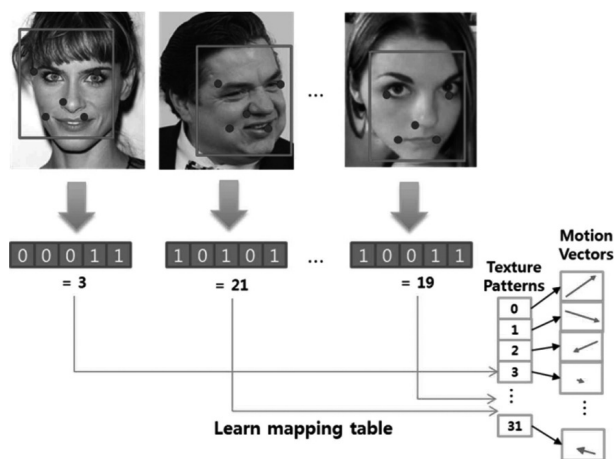 ...
0 0 0 1 1
1 0 1 0 1
...
1 0 0 1 1
= 3
= 21
= 19
Texture
Patterns
Motion
Vectors
0
1
2
3
⋮
31
⋮
Learn mapping table